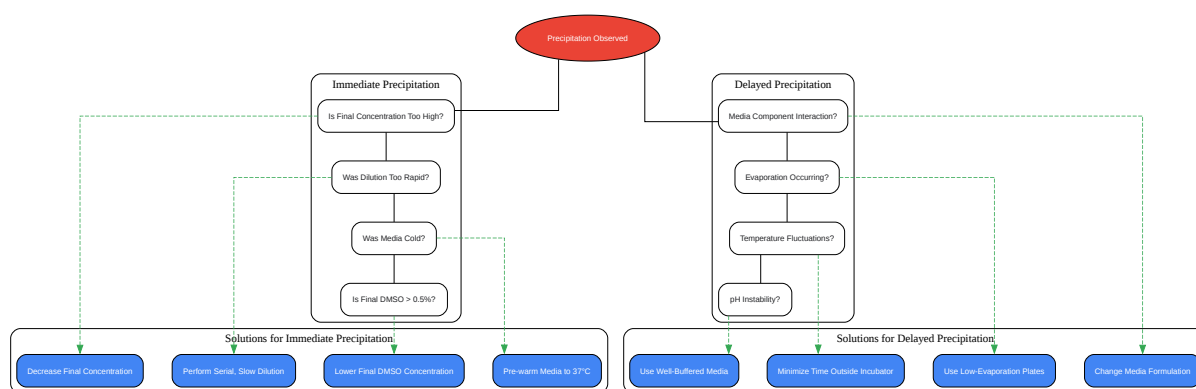 Precipitation Observed
Immediate Precipitation
Is Final Concentration Too High?
Was Dilution Too Rapid?
Was Media Cold?
Is Final DMSO > 0.5%?
Delayed Precipitation
Media Component Interaction?
Evaporation Occurring?
Temperature Fluctuations?
pH Instability?
Solutions for Immediate Precipitation
Decrease Final Concentration
Perform Serial, Slow Dilution
Lower Final DMSO Concentration
Pre-warm Media to 37°C
Solutions for Delayed Precipitation
Use Well-Buffered Media
Minimize Time Outside Incubator
Use Low-Evaporation Plates
Change Media Formulation